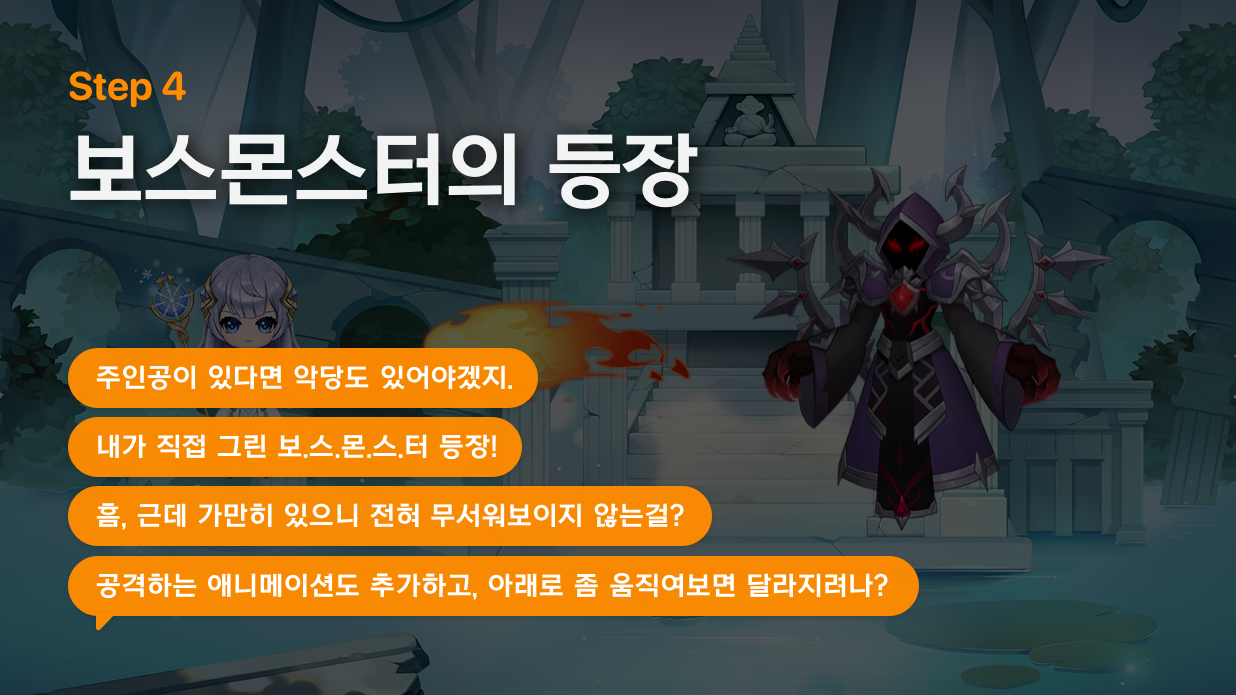 Step 4
보스몬스터의 등장
주인공이 있다면 악당도 있어야겠지.
내가 직접 그린 보.스.몬.스.터 등장!
흠, 근데 가만히 있으니 전혀 무서워보이지 않는걸?
공격하는 애니메이션도 추가하고, 아래로 좀 움직여보면 달라지려나?